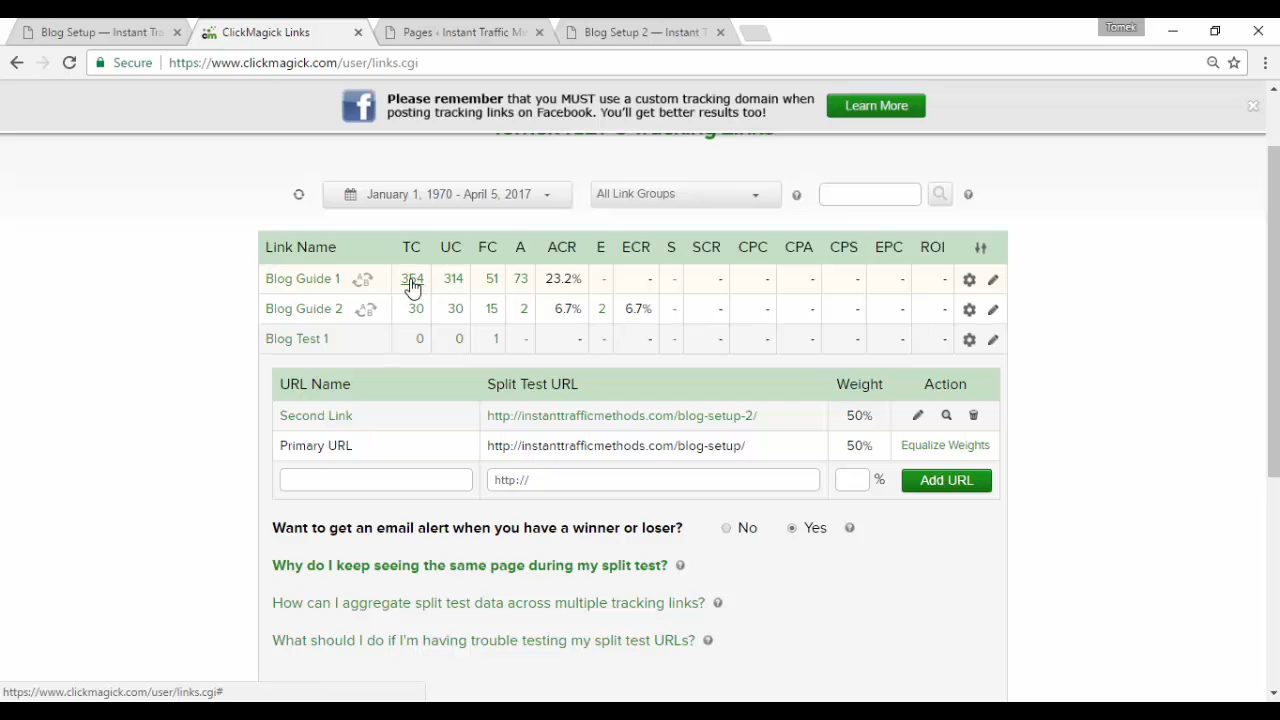 Tomek
Blog Setup — Instant Tra
ClickMagick Links
Pages ‹ Instant Traffic Me
Blog Setup 2 — Instant T
Secure
https://www.clickmagick.com/user/links.cgi
Please remember that you MUST use a custom tracking domain when
posting tracking links on Facebook. You'll get better results too!
Learn More
January 1, 1970 - April 5, 2017
All Link Groups
Link Name TC UC FC A ACR E ECR S SCR CPC CPA CPS EPC ROI
Blog Guide 1 354 314 51 73 23.2% - - - - - - - - -
Blog Guide 2 30 30 15 2 6.7% 2 6.7% - - - - - - -
Blog Test 1 0 0 1 - - - - - - - - - - -
URL Name Split Test URL Weight Action
Second Link http://instanttrafficmethods.com/blog-setup-2/ 50%
Primary URL http://instanttrafficmethods.com/blog-setup/ 50% Equalize Weights
http:// % Add URL
Want to get an email alert when you have a winner or loser? No Yes
Why do I keep seeing the same page during my split test?
How can I aggregate split test data across multiple tracking links?
What should I do if I'm having trouble testing my split test URLs?
https://www.clickmagick.com/user/links.cgi#